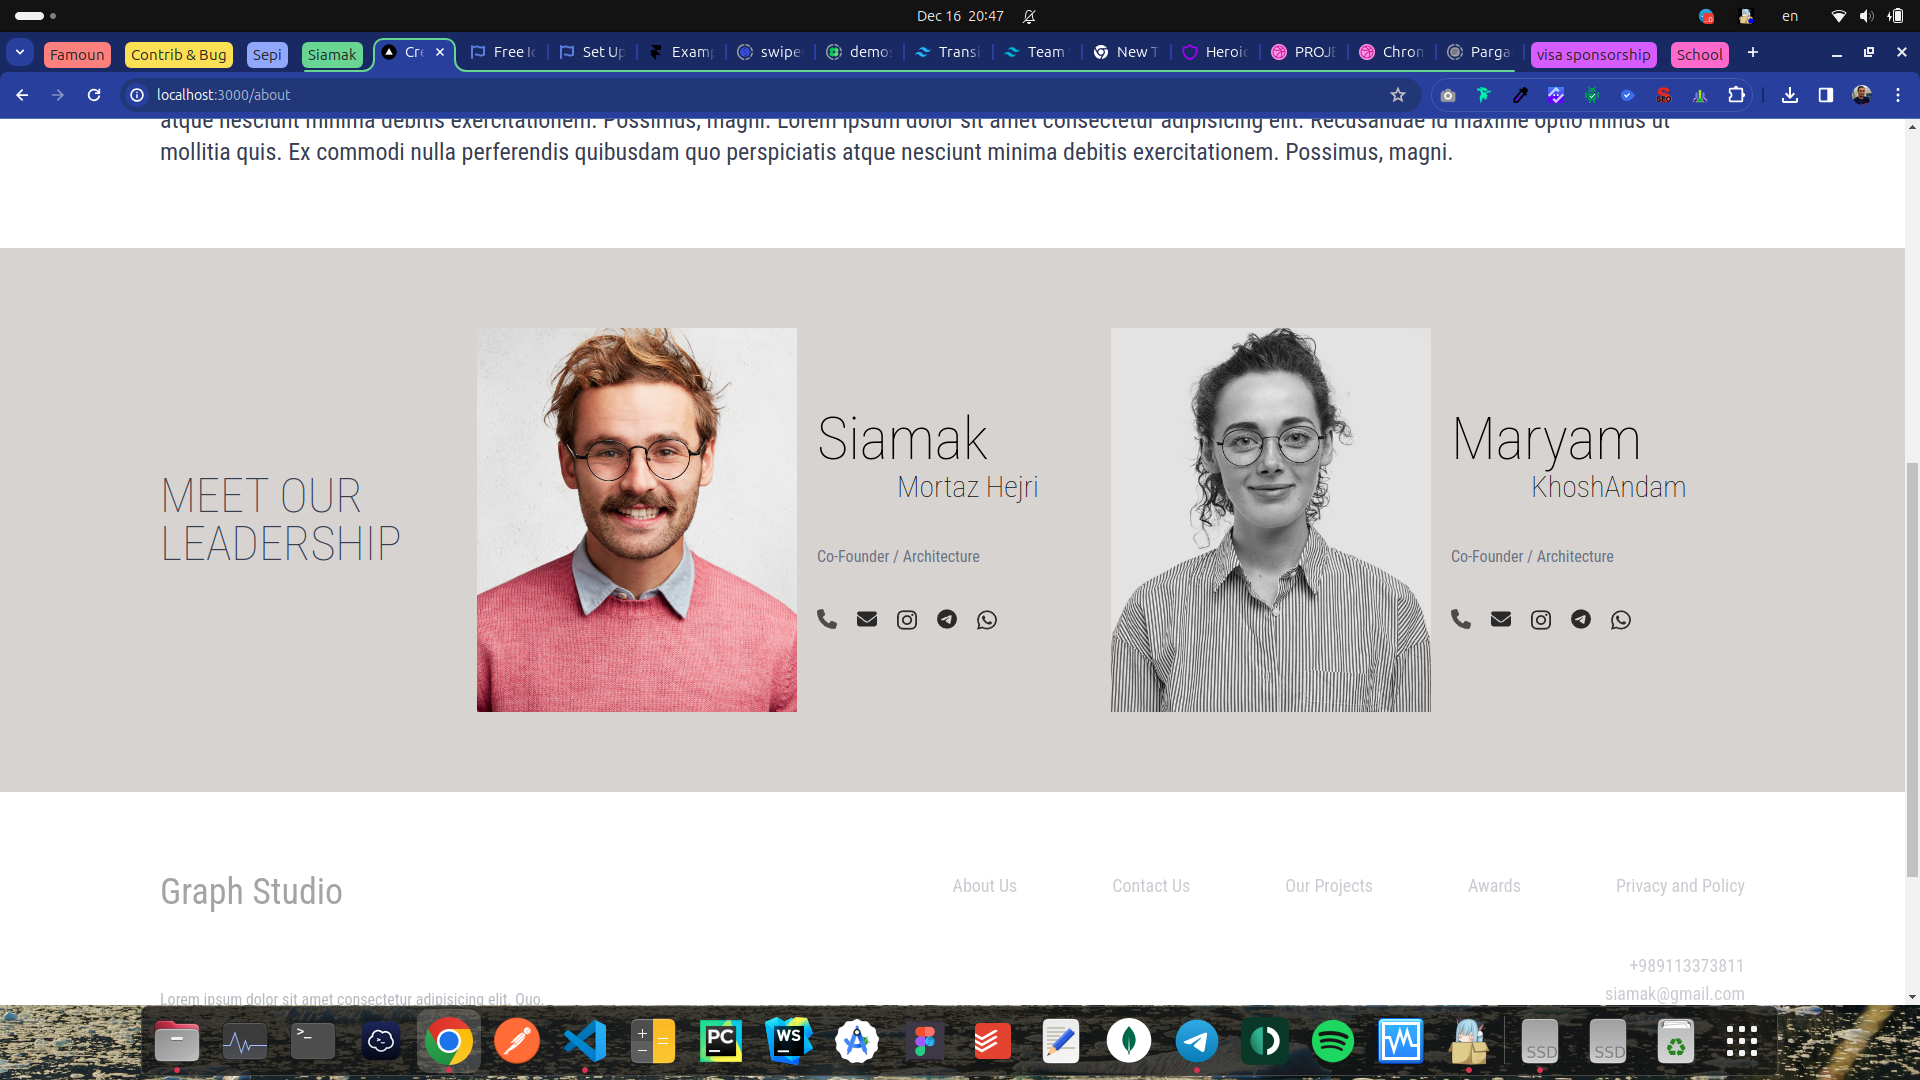 Dec 16 20:47
en
Famoun
Contrib & Bug
Sepi
Siamak
Cre
Free Ic
Set Up
Examp
swiper
demos
Transi
Team
New T
Heroic
PROJE
Chron
Parga
visa sponsorship
School
localhost:3000/about
atque nesciunt minima debitis exercitationem. Possimus, magni. Lorem ipsum dolor sit amet consectetur adipisicing elit. Recusandae id maxime optio minus ut
mollitia quis. Ex commodi nulla perferendis quibusdam quo perspiciatis atque nesciunt minima debitis exercitationem. Possimus, magni.
MEET OUR
LEADERSHIP
Siamak
Mortaz Hejri
Co-Founder / Architecture
Maryam
KhoshAndam
Co-Founder / Architecture
Graph Studio
About Us
Contact Us
Our Projects
Awards
Privacy and Policy
+989113373811
siamak@gmail.com
Lorem ipsum dolor sit amet consectetur adipisicing elit. Quo,
PC
WS
SSD
SSD